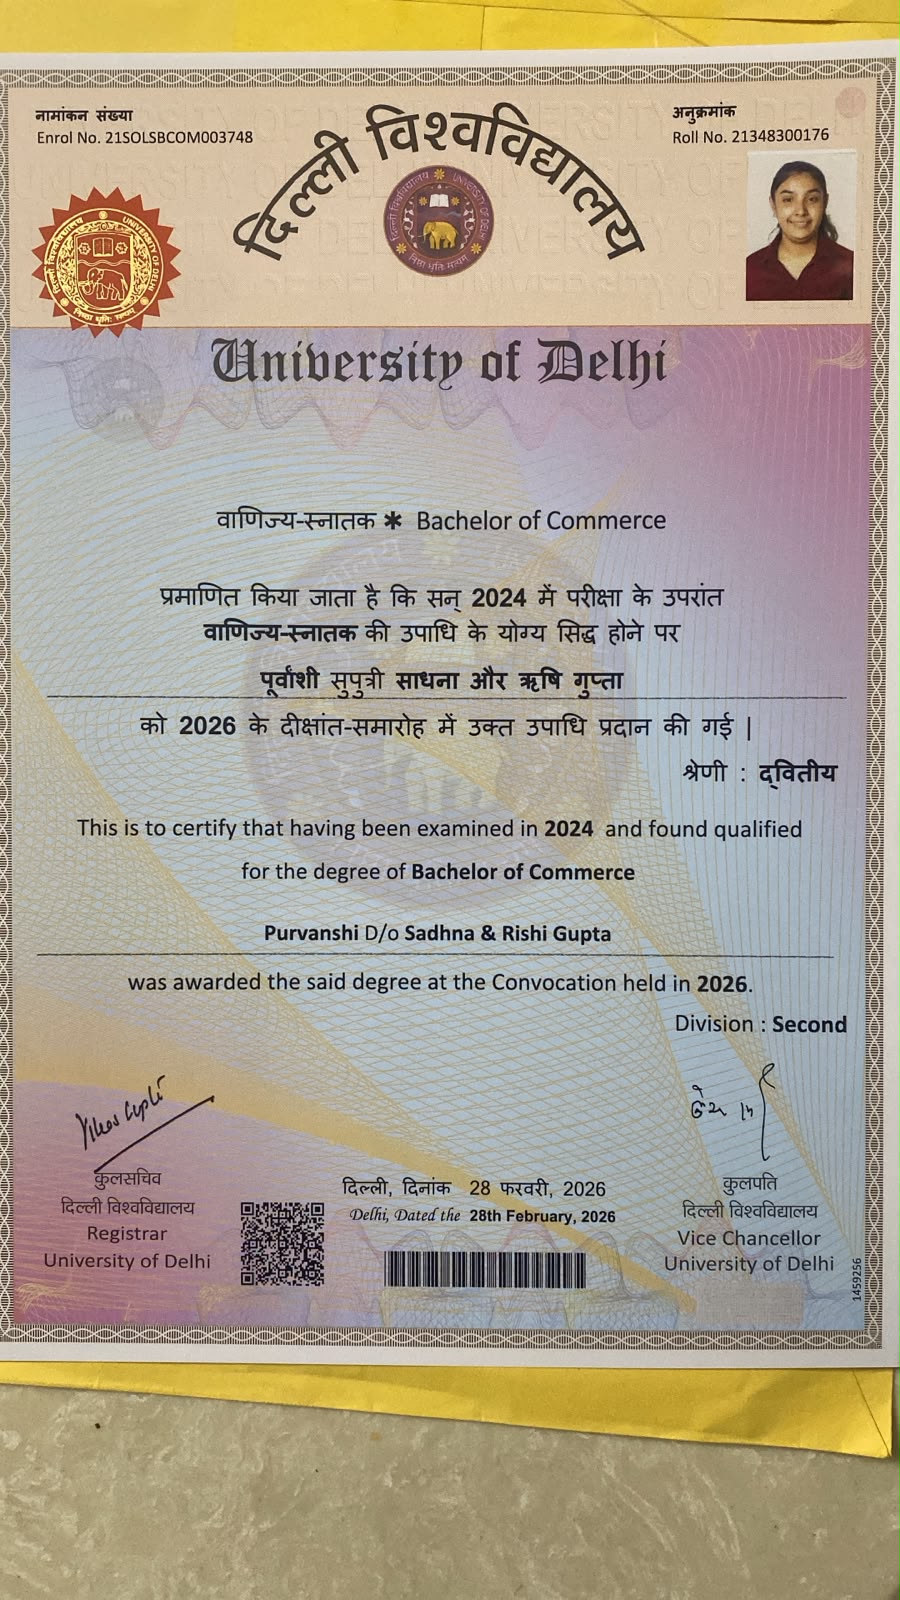 नामांकन संख्या
Enrol No. 21SOLSBCOM003748
अनुक्रमांक
Roll No. 21348300176
दिल्ली विश्वविद्यालय
University of Delhi
वाणिज्य-स्नातक ✱ Bachelor of Commerce
प्रमाणित किया जाता है कि सन् 2024 में परीक्षा के उपरांत
वाणिज्य-स्नातक की उपाधि के योग्य सिद्ध होने पर
पूर्वांशी सुपुत्री साधना और ऋषि गुप्ता
को 2026 के दीक्षांत-समारोह में उक्त उपाधि प्रदान की गई |
श्रेणी : द्वितीय
This is to certify that having been examined in 2024 and found qualified
for the degree of Bachelor of Commerce
Purvanshi D/o Sadhna & Rishi Gupta
was awarded the said degree at the Convocation held in 2026.
Division : Second
कुलसचिव
दिल्ली विश्वविद्यालय
Registrar
University of Delhi
दिल्ली, दिनांक 28 फरवरी, 2026
Delhi, Dated the 28th February, 2026
कुलपति
दिल्ली विश्वविद्यालय
Vice Chancellor
University of Delhi
1459256